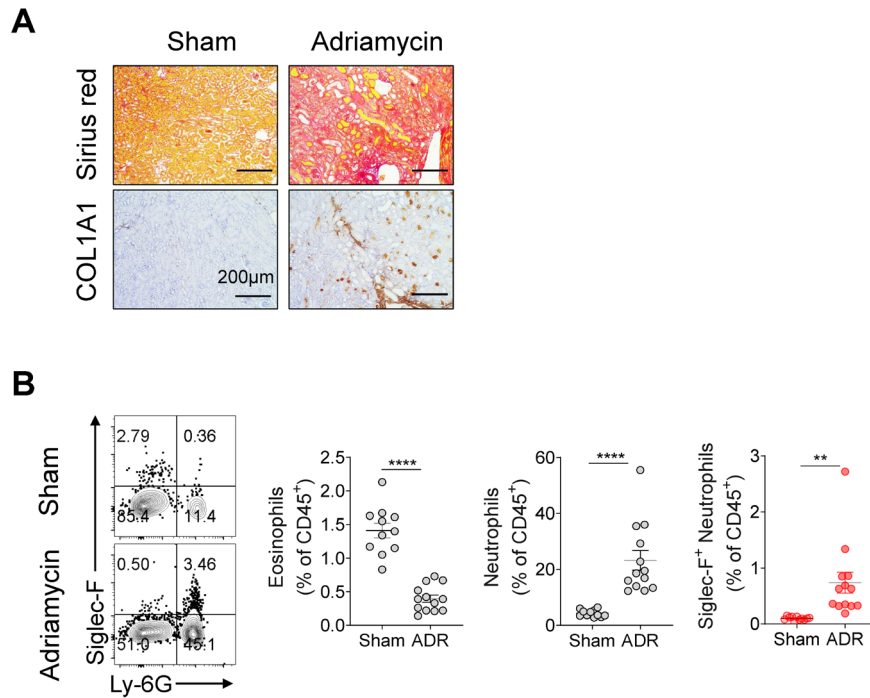 A
Sham Adriamycin
Sirius red
COL1A1
200µm
B
Sham
2.79 0.36
85.4 11.4
Adriamycin
0.50 3.46
51.0 45.1
Siglec-F
Ly-6G
Eosinophils
(% of CD45⁺)
2.5
2.0
1.5
1.0
0.5
0.0
****
Sham ADR
Neutrophils
(% of CD45⁺)
60
40
20
0
****
Sham ADR
Siglec-F⁺ Neutrophils
(% of CD45⁺)
3
2
1
0
**
Sham ADR